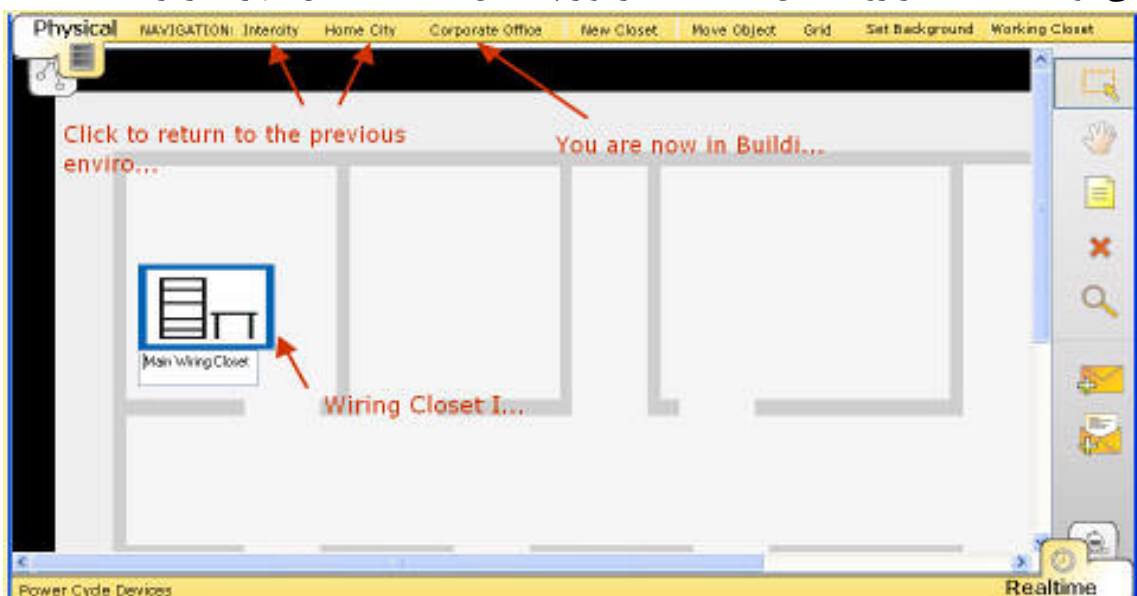 Physical NAVIGATION: Intercity Home City Corporate Office New Closet Move Object Grid Set Background Working Closet
Click to return to the previous
enviro...
You are now in Buildi...
Main Wiring Closet
Wiring Closet I...
Power Cycle Devices
Realtime